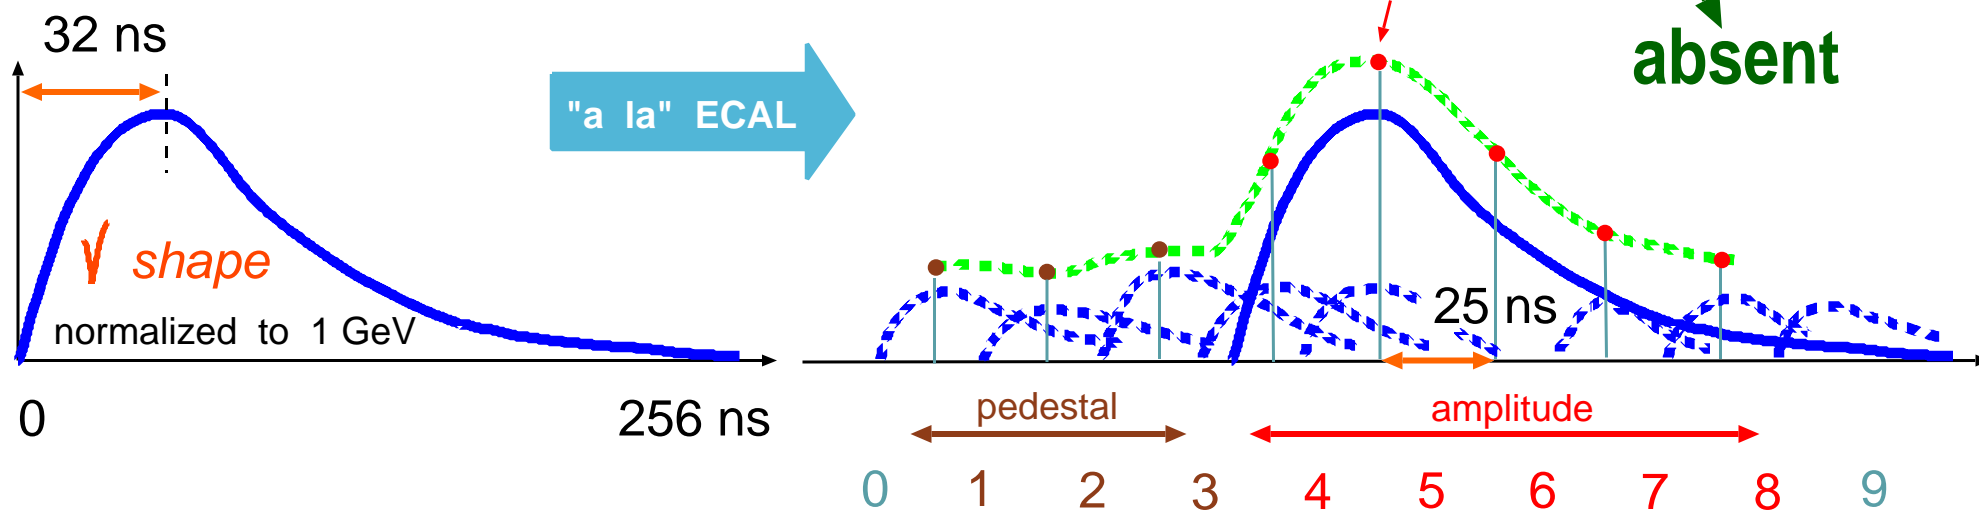 32 ns
"a la" ECAL
absent
√ shape
normalized to 1 GeV
25 ns
0
256 ns
pedestal
amplitude
0 1 2 3 4 5 6 7 8 9